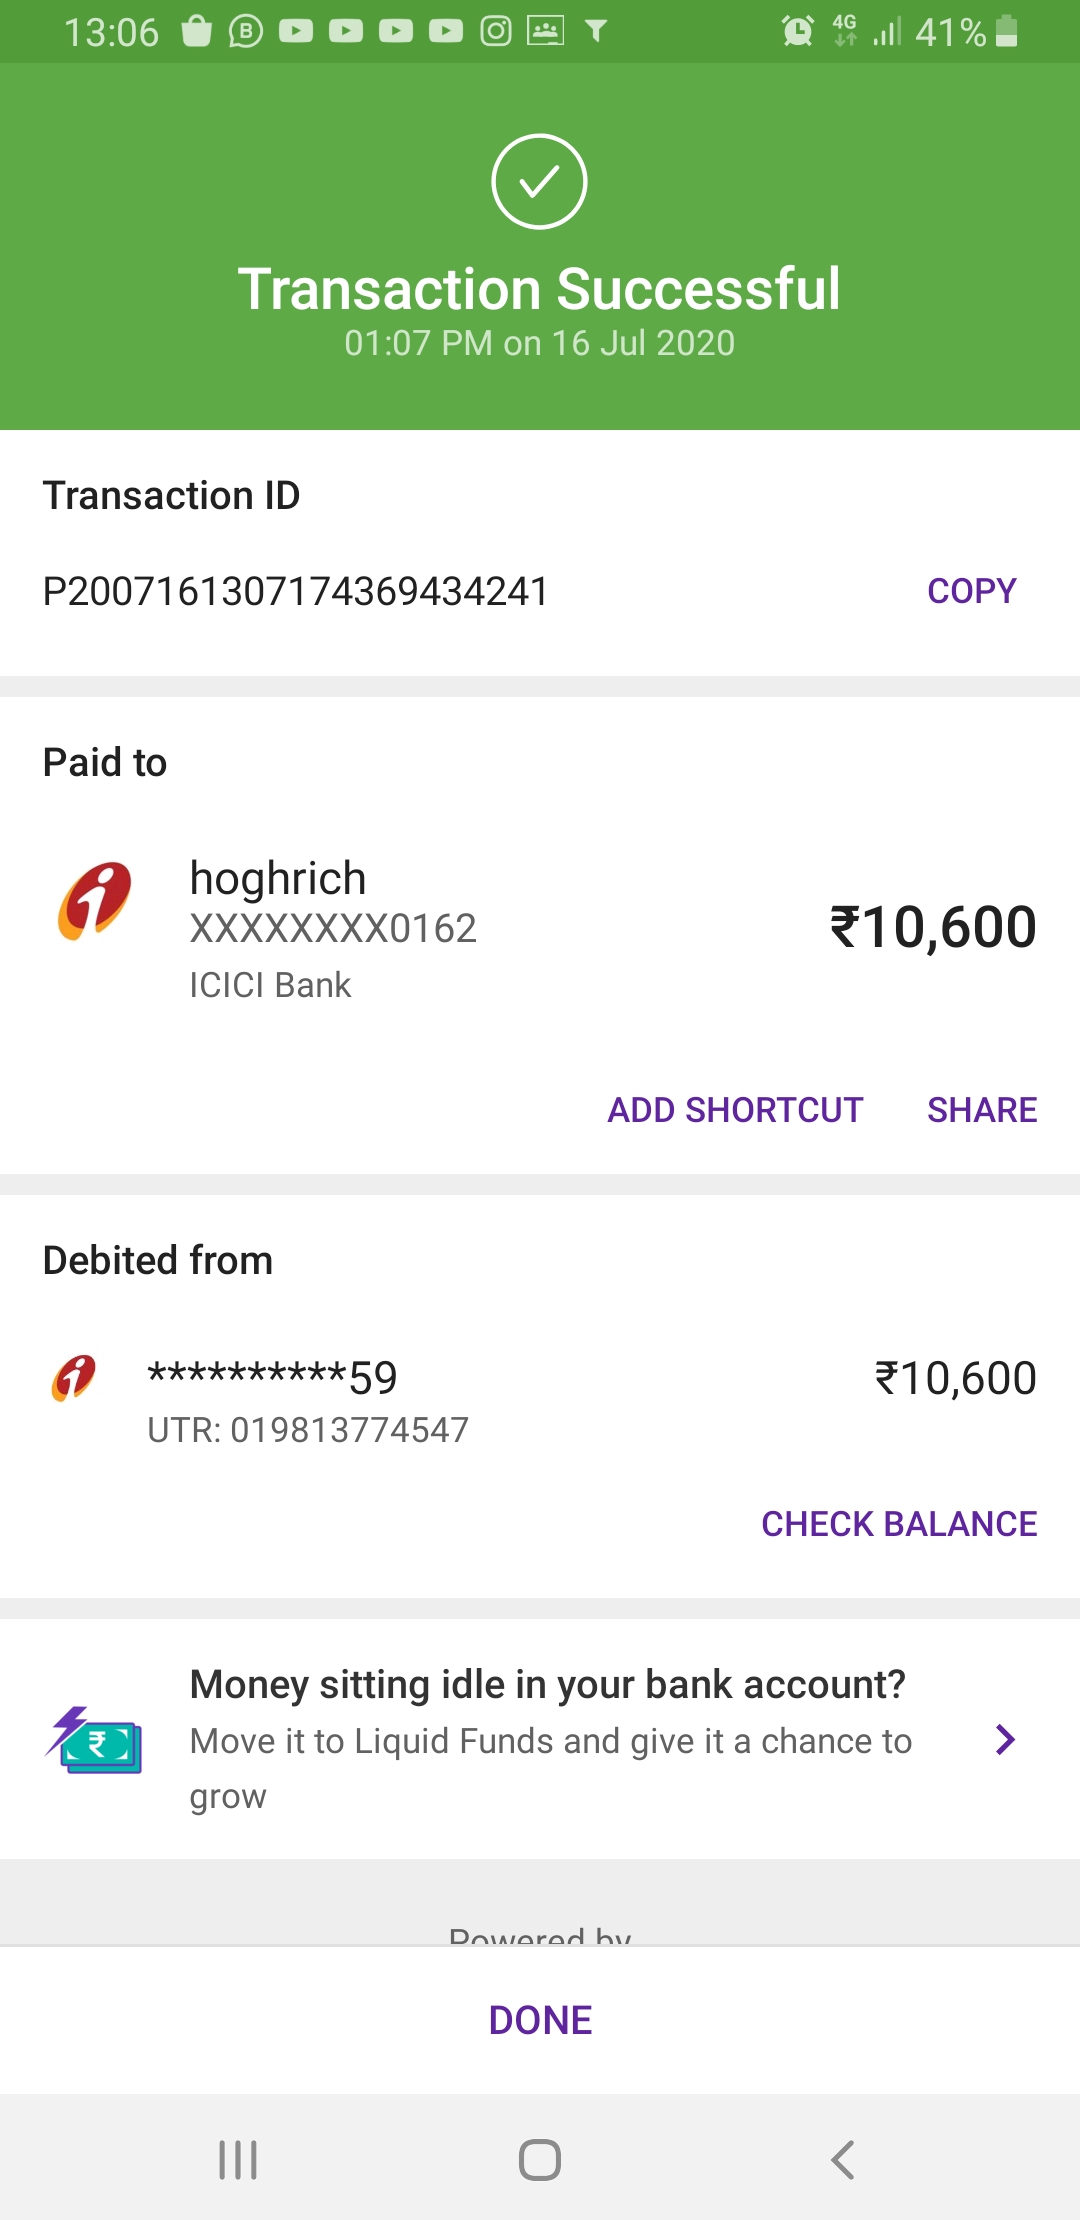 13:06 4G 41%
Transaction Successful
01:07 PM on 16 Jul 2020
Transaction ID
P2007161307174369434241 COPY
Paid to
hoghrich
XXXXXXXX0162
₹10,600
ICICI Bank
ADD SHORTCUT SHARE
Debited from
**********59 ₹10,600
UTR: 019813774547
CHECK BALANCE
Money sitting idle in your bank account?
Move it to Liquid Funds and give it a chance to
grow
Powered by
DONE